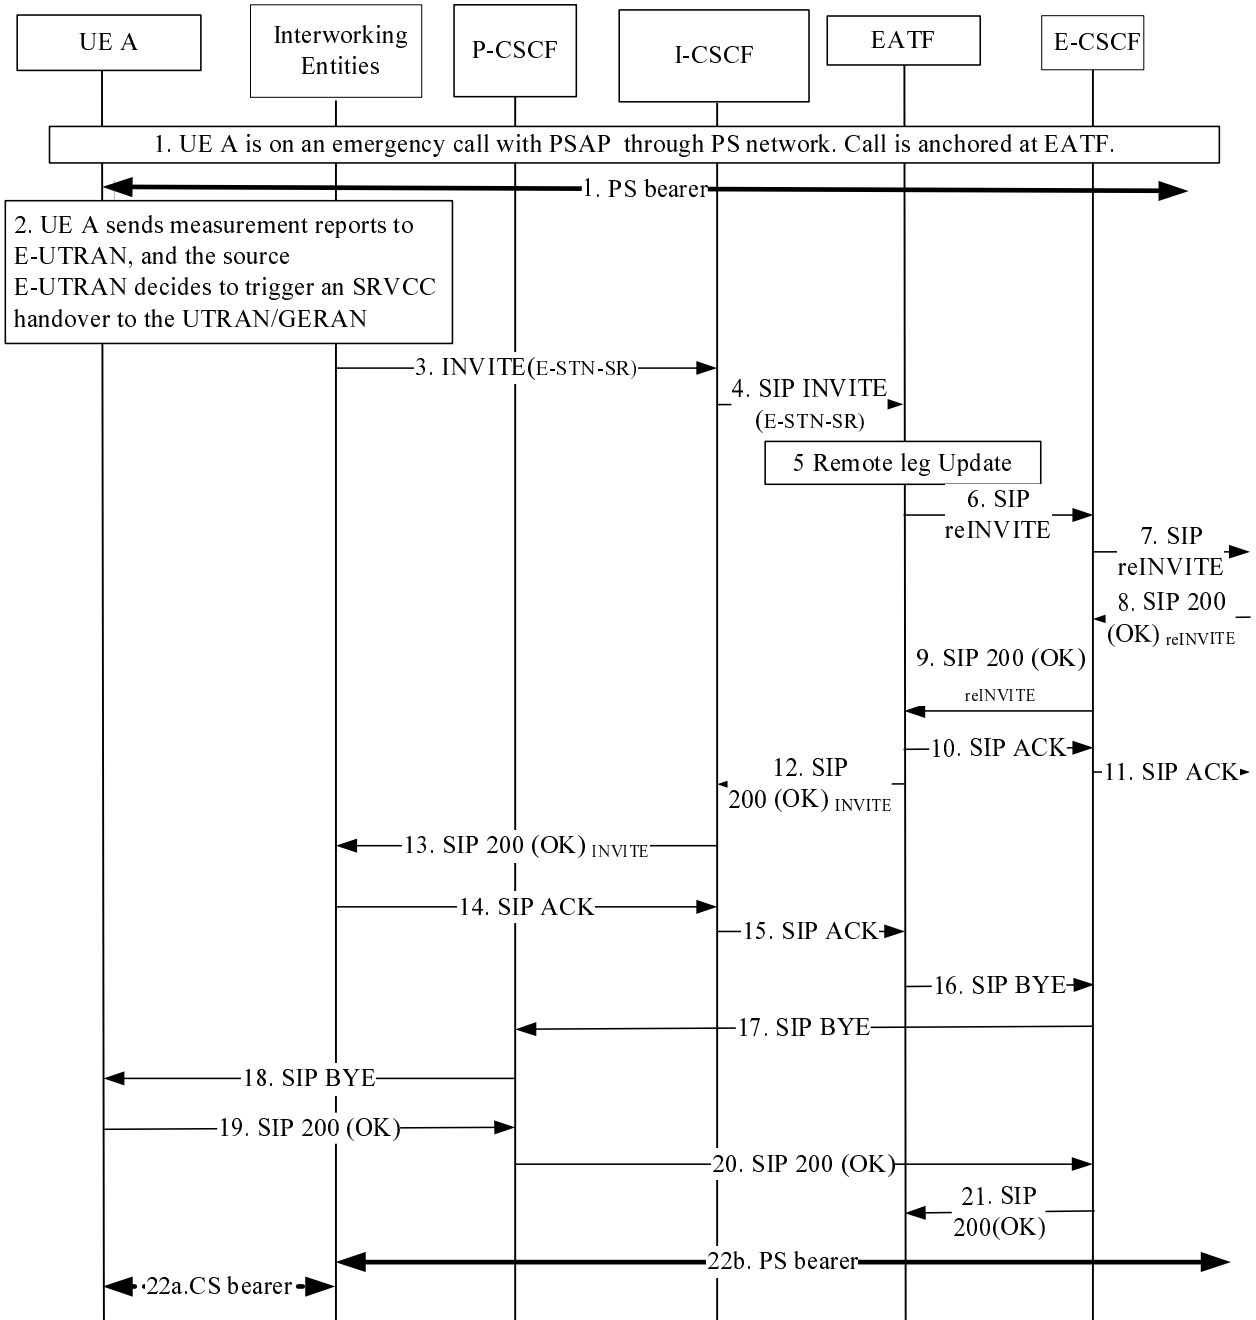 UE A
Interworking
Entities
P-CSCF
I-CSCF
EATF
E-CSCF
1. UE A is on an emergency call with PSAP through PS network. Call is anchored at EATF.
1. PS bearer
2. UE A sends measurement reports to
E-UTRAN, and the source
E-UTRAN decides to trigger an SRVCC
handover to the UTRAN/GERAN
3. INVITE(E-STN-SR)
4. SIP INVITE
(E-STN-SR)
5 Remote leg Update
6. SIP
reINVITE
7. SIP
reINVITE
8. SIP 200
(OK) reINVITE
9. SIP 200 (OK)
reINVITE
10. SIP ACK
11. SIP ACK
12. SIP
200 (OK) INVITE
13. SIP 200 (OK) INVITE
14. SIP ACK
15. SIP ACK
16. SIP BYE
17. SIP BYE
18. SIP BYE
19. SIP 200 (OK)
20. SIP 200 (OK)
21. SIP
200(OK)
22b. PS bearer
22a.CS bearer